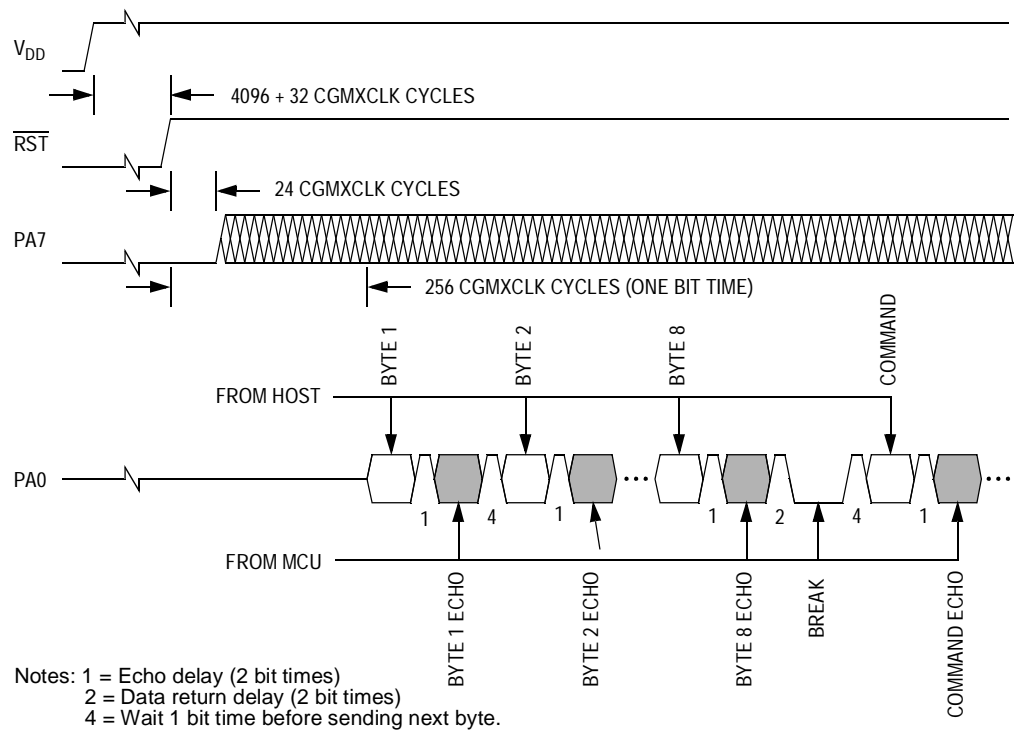 VDD
4096 + 32 CGMXCLK CYCLES
RST
24 CGMXCLK CYCLES
PA7
256 CGMXCLK CYCLES (ONE BIT TIME)
BYTE 1
BYTE 2
BYTE 8
COMMAND
FROM HOST
PA0
1
4
1
1
2
4
1
FROM MCU
BYTE 1 ECHO
BYTE 2 ECHO
BYTE 8 ECHO
BREAK
COMMAND ECHO
Notes: 1 = Echo delay (2 bit times)
2 = Data return delay (2 bit times)
4 = Wait 1 bit time before sending next byte.